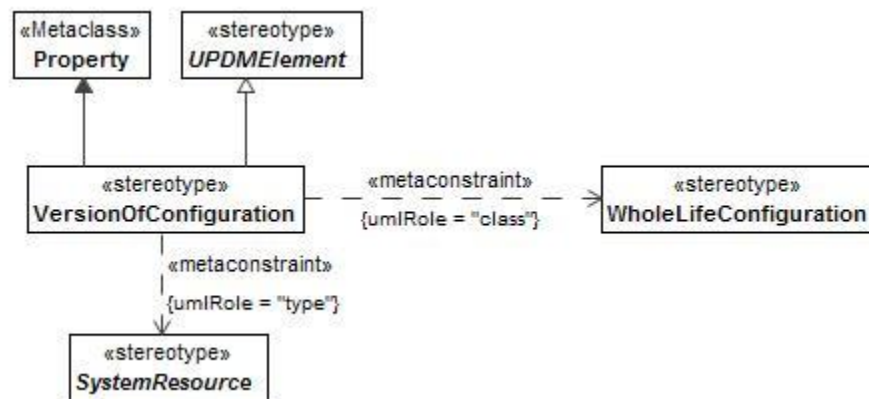 «Metaclass»
Property
«stereotype»
UPDMElement
«stereotype»
VersionOfConfiguration
«metaconstraint»
{umlRole = "class"}
«stereotype»
WholeLifeConfiguration
«metaconstraint»
{umlRole = "type"}
«stereotype»
SystemResource